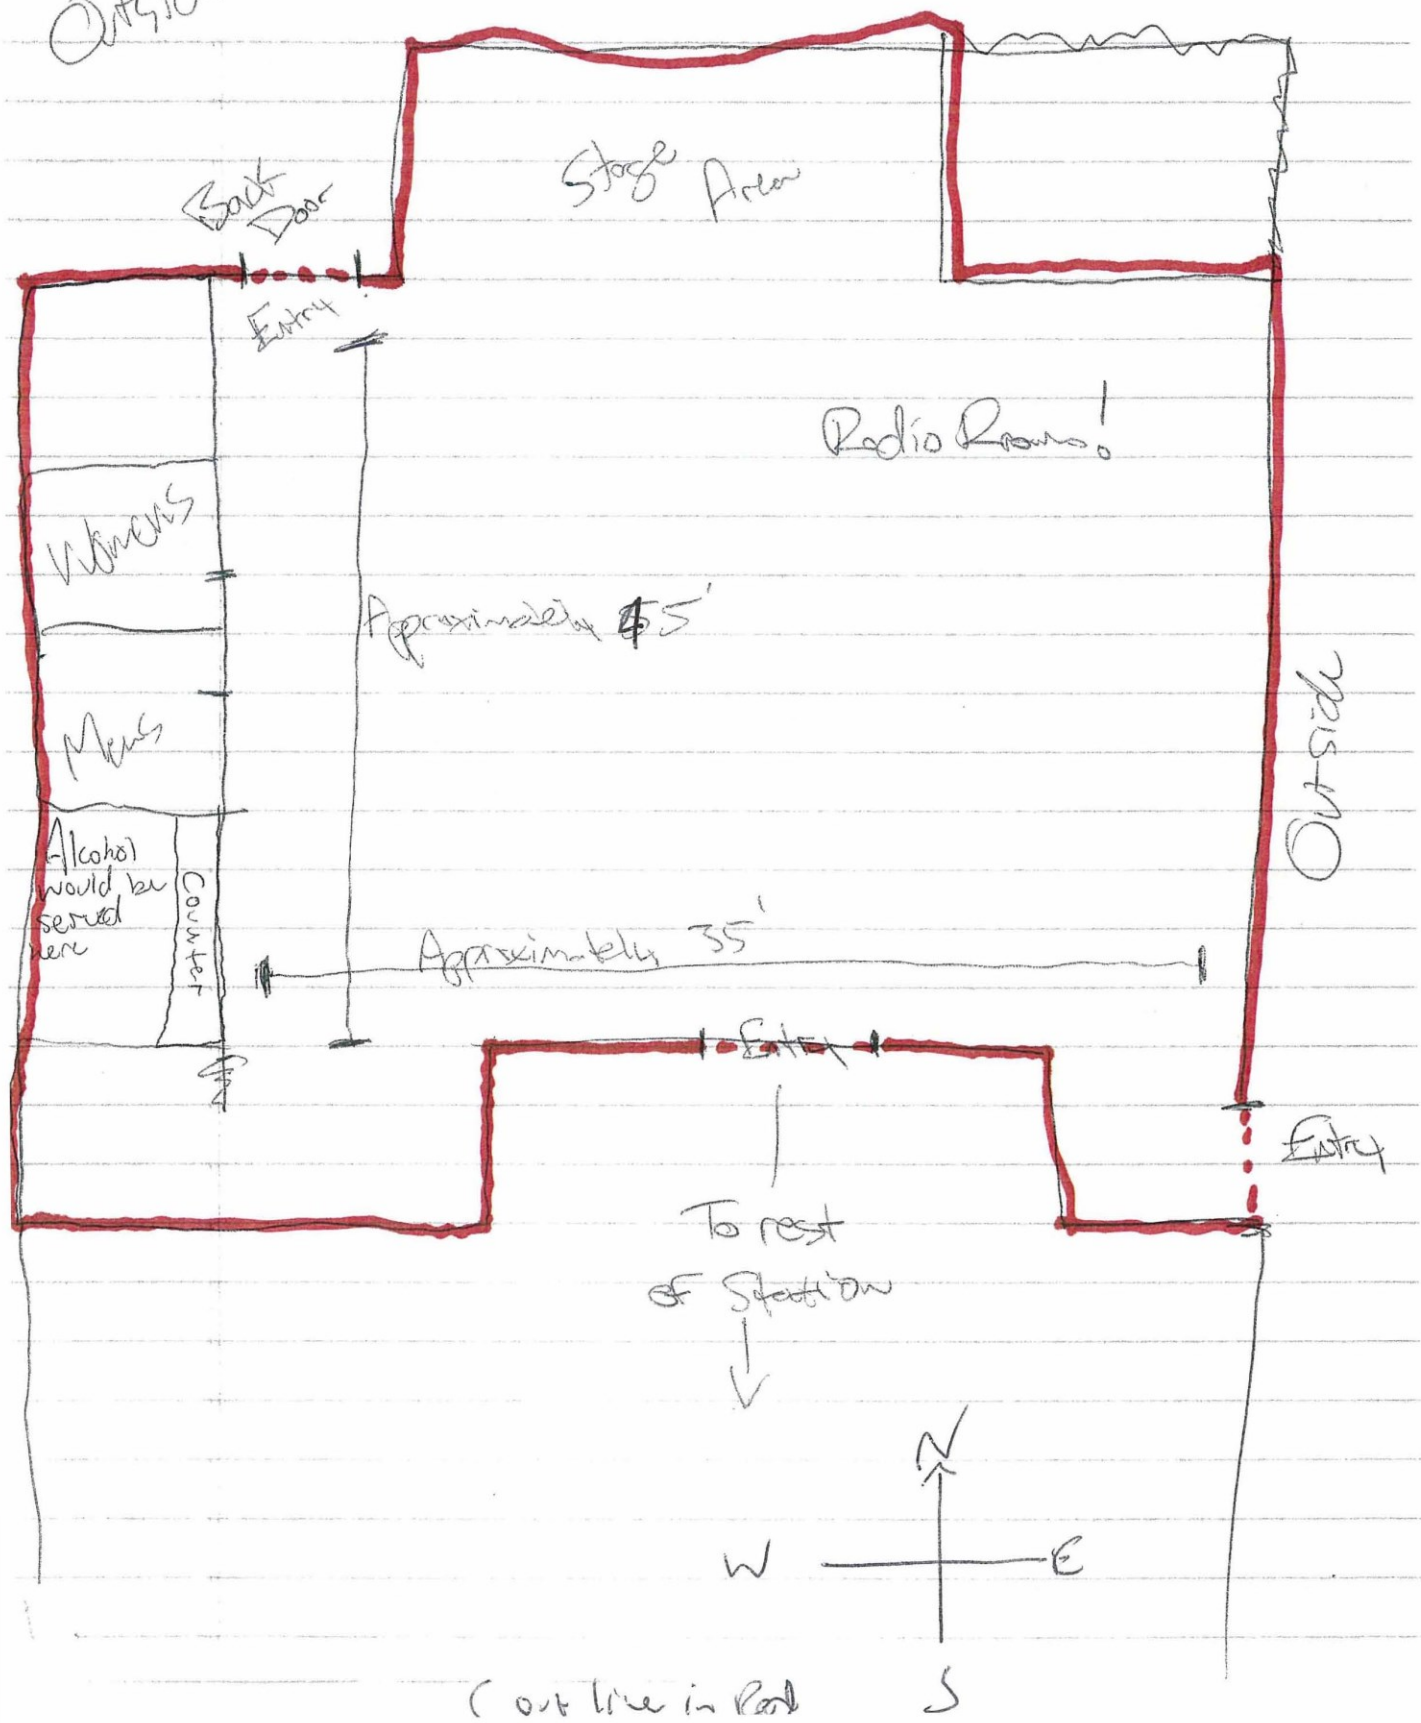 Back
Door
Stage Area
Entry
Radio Room!
Womens
Approximately 45'
Mens
Outside
Alcohol
would be
served
here
Counter
Approximately 35'
Entry
Entry
To rest
of Station
N
W
E
S
(outline in Red